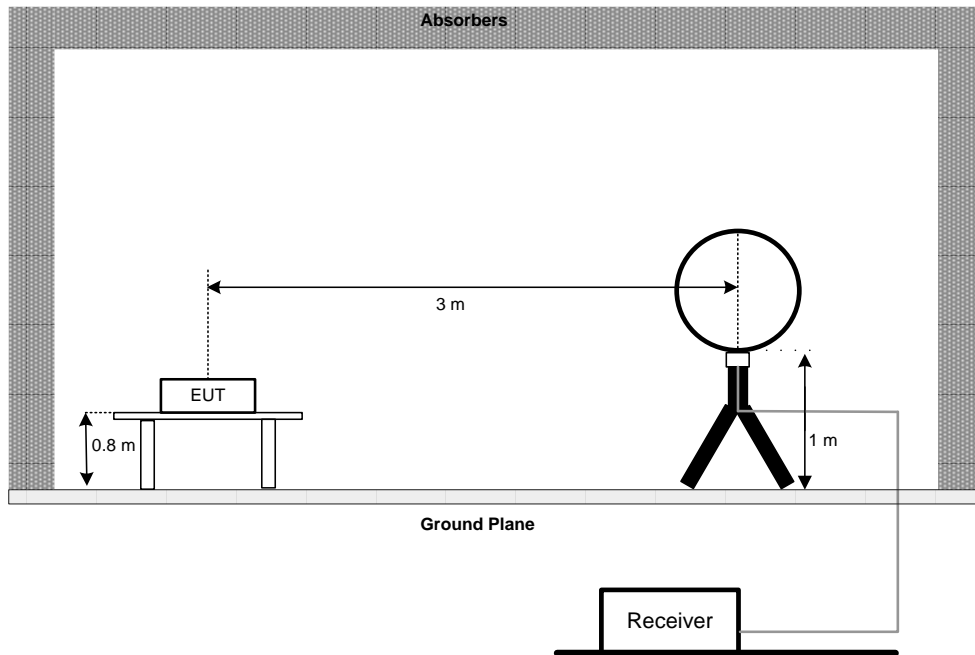 Absorbers
3 m
EUT
0.8 m
1 m
Ground Plane
Receiver